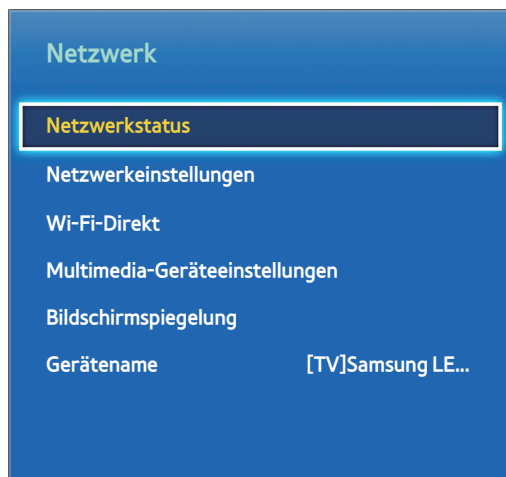 Netzwerk
Netzwerkstatus
Netzwerkeinstellungen
Wi-Fi-Direkt
Multimedia-Geräteeinstellungen
Bildschirmspiegelung
Gerätename [TV]Samsung LE...